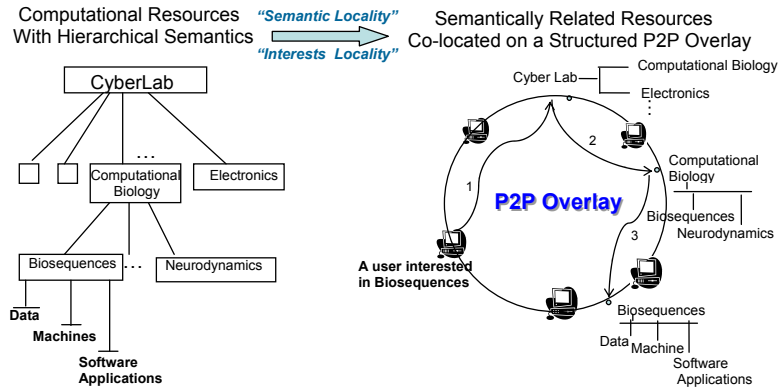 Computational Resources
With Hierarchical Semantics
"Semantic Locality"
"Interests Locality"
Semantically Related Resources
Co-located on a Structured P2P Overlay
CyberLab
...
Computational
Biology
Electronics
Biosequences
...
Neurodynamics
Data
Machines
Software
Applications
Cyber Lab
Computational Biology
Electronics
...
1
2
3
P2P Overlay
A user interested
in Biosequences
Computational
Biology
Biosequences
Neurodynamics
Biosequences
Data
Machine
Software
Applications